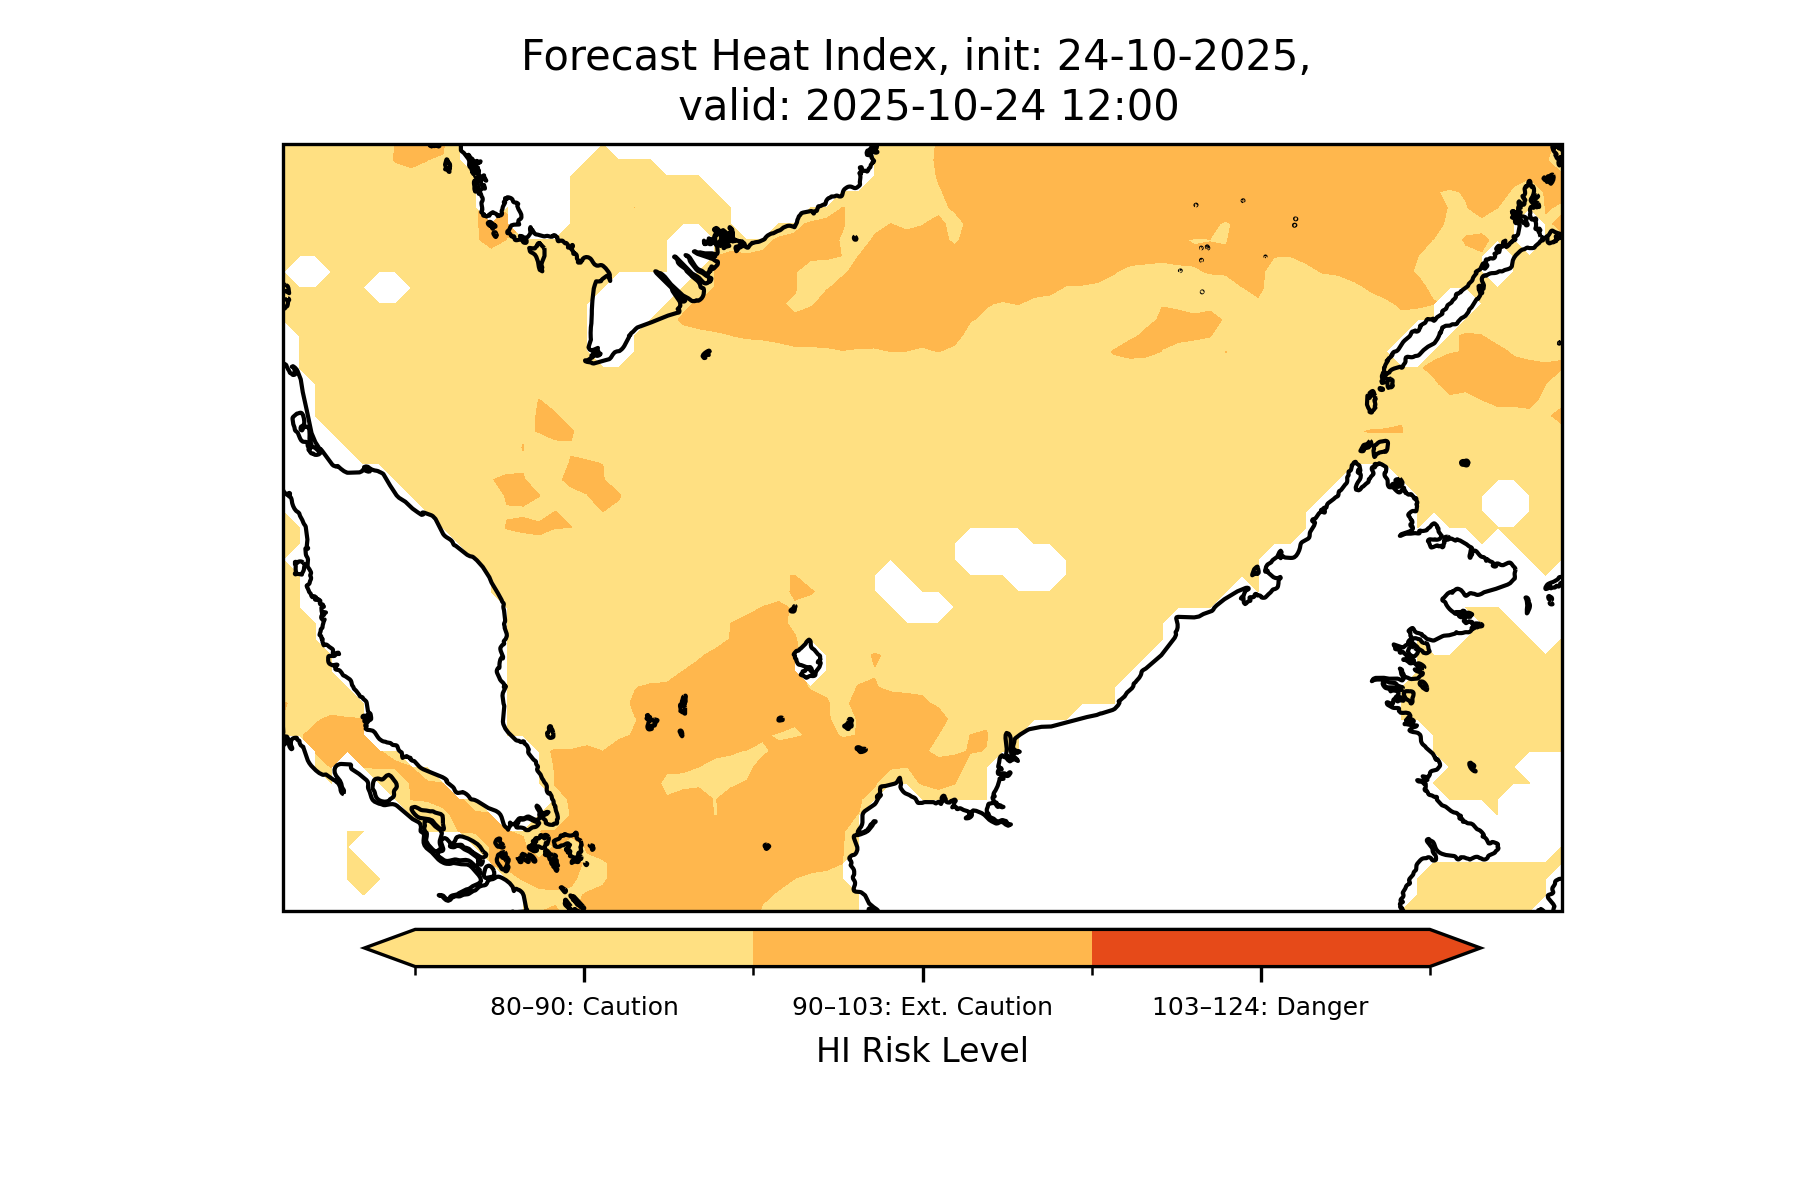 Forecast Heat Index, init: 24-10-2025,
valid: 2025-10-24 12:00
80–90: Caution
90–103: Ext. Caution
103–124: Danger
HI Risk Level